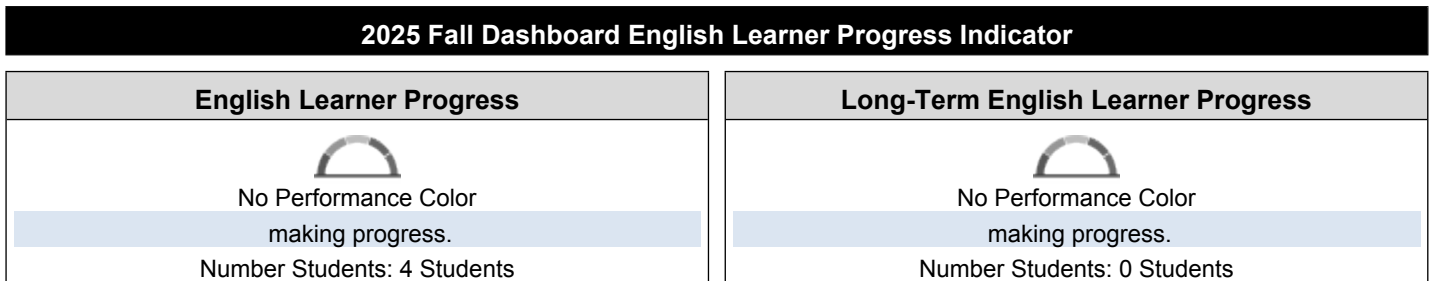 2025 Fall Dashboard English Learner Progress Indicator
English Learner Progress
No Performance Color
making progress.
Number Students: 4 Students
Long-Term English Learner Progress
No Performance Color
making progress.
Number Students: 0 Students